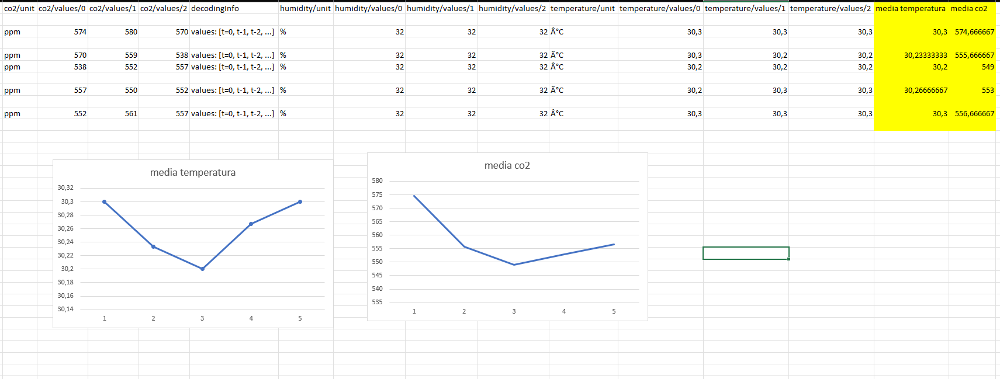 co2/unit co2/values/0 co2/values/1 co2/values/2 decodingInfo humidity/unit humidity/values/0 humidity/values/1 humidity/values/2 temperature/unit temperature/values/0 temperature/values/1 temperature/values/2 media temperatura media co2
ppm 574 580 570 values: [t=0, t-1, t-2, ...] % 32 32 32 Â°C 30,3 30,3 30,3 30,3 574,666667
ppm 570 559 538 values: [t=0, t-1, t-2, ...] % 32 32 32 Â°C 30,3 30,2 30,2 30,23333333 555,666667
ppm 538 552 557 values: [t=0, t-1, t-2, ...] % 32 32 32 Â°C 30,2 30,2 30,2 30,2 549
ppm 557 550 552 values: [t=0, t-1, t-2, ...] % 32 32 32 Â°C 30,2 30,3 30,3 30,26666667 553
ppm 552 561 557 values: [t=0, t-1, t-2, ...] % 32 32 32 Â°C 30,3 30,3 30,3 30,3 556,666667
media temperatura
30,32
30,3
30,28
30,26
30,24
30,22
30,2
30,18
30,16
30,14
1 2 3 4 5
media co2
580
575
570
565
560
555
550
545
540
535
1 2 3 4 5